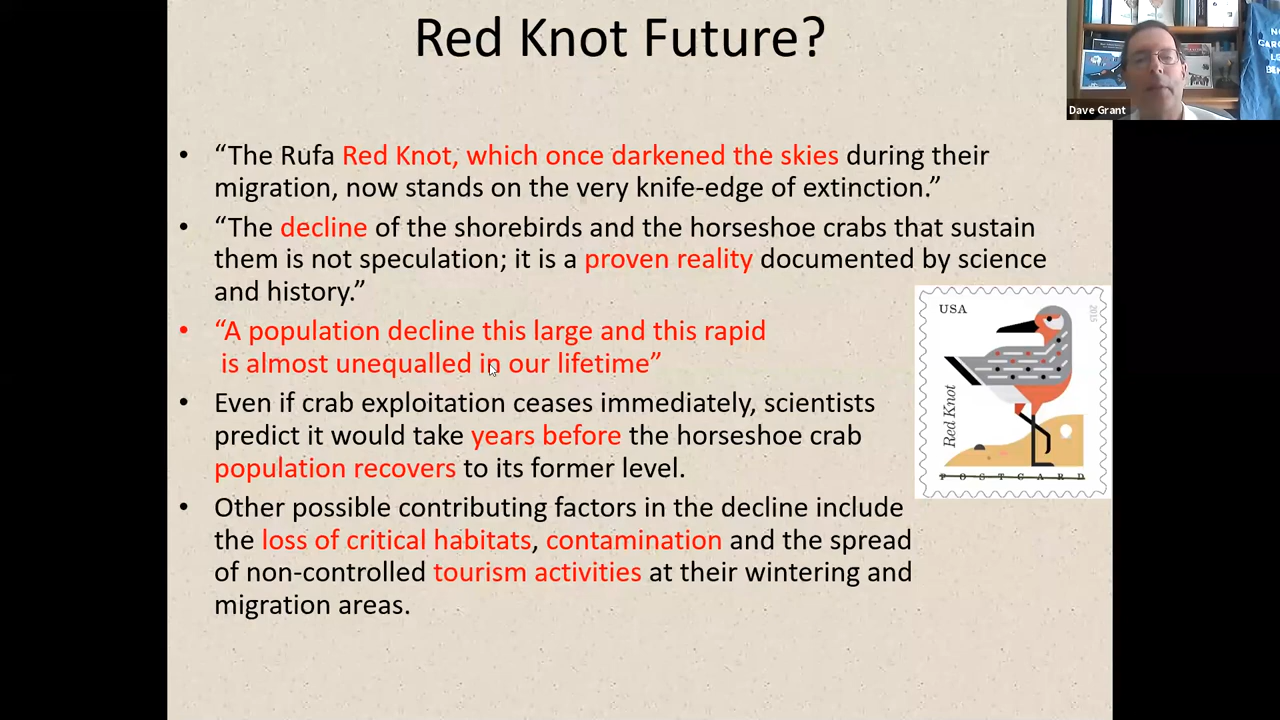 Red Knot Future?
Dave Grant
• “The Rufa Red Knot, which once darkened the skies during their
migration, now stands on the very knife-edge of extinction.”
• “The decline of the shorebirds and the horseshoe crabs that sustain
them is not speculation; it is a proven reality documented by science
and history.”
• “A population decline this large and this rapid
is almost unequalled in our lifetime”
• Even if crab exploitation ceases immediately, scientists
predict it would take years before the horseshoe crab
population recovers to its former level.
• Other possible contributing factors in the decline include
the loss of critical habitats, contamination and the spread
of non-controlled tourism activities at their wintering and
migration areas.
USA
2015
Red Knot
POSTCARD